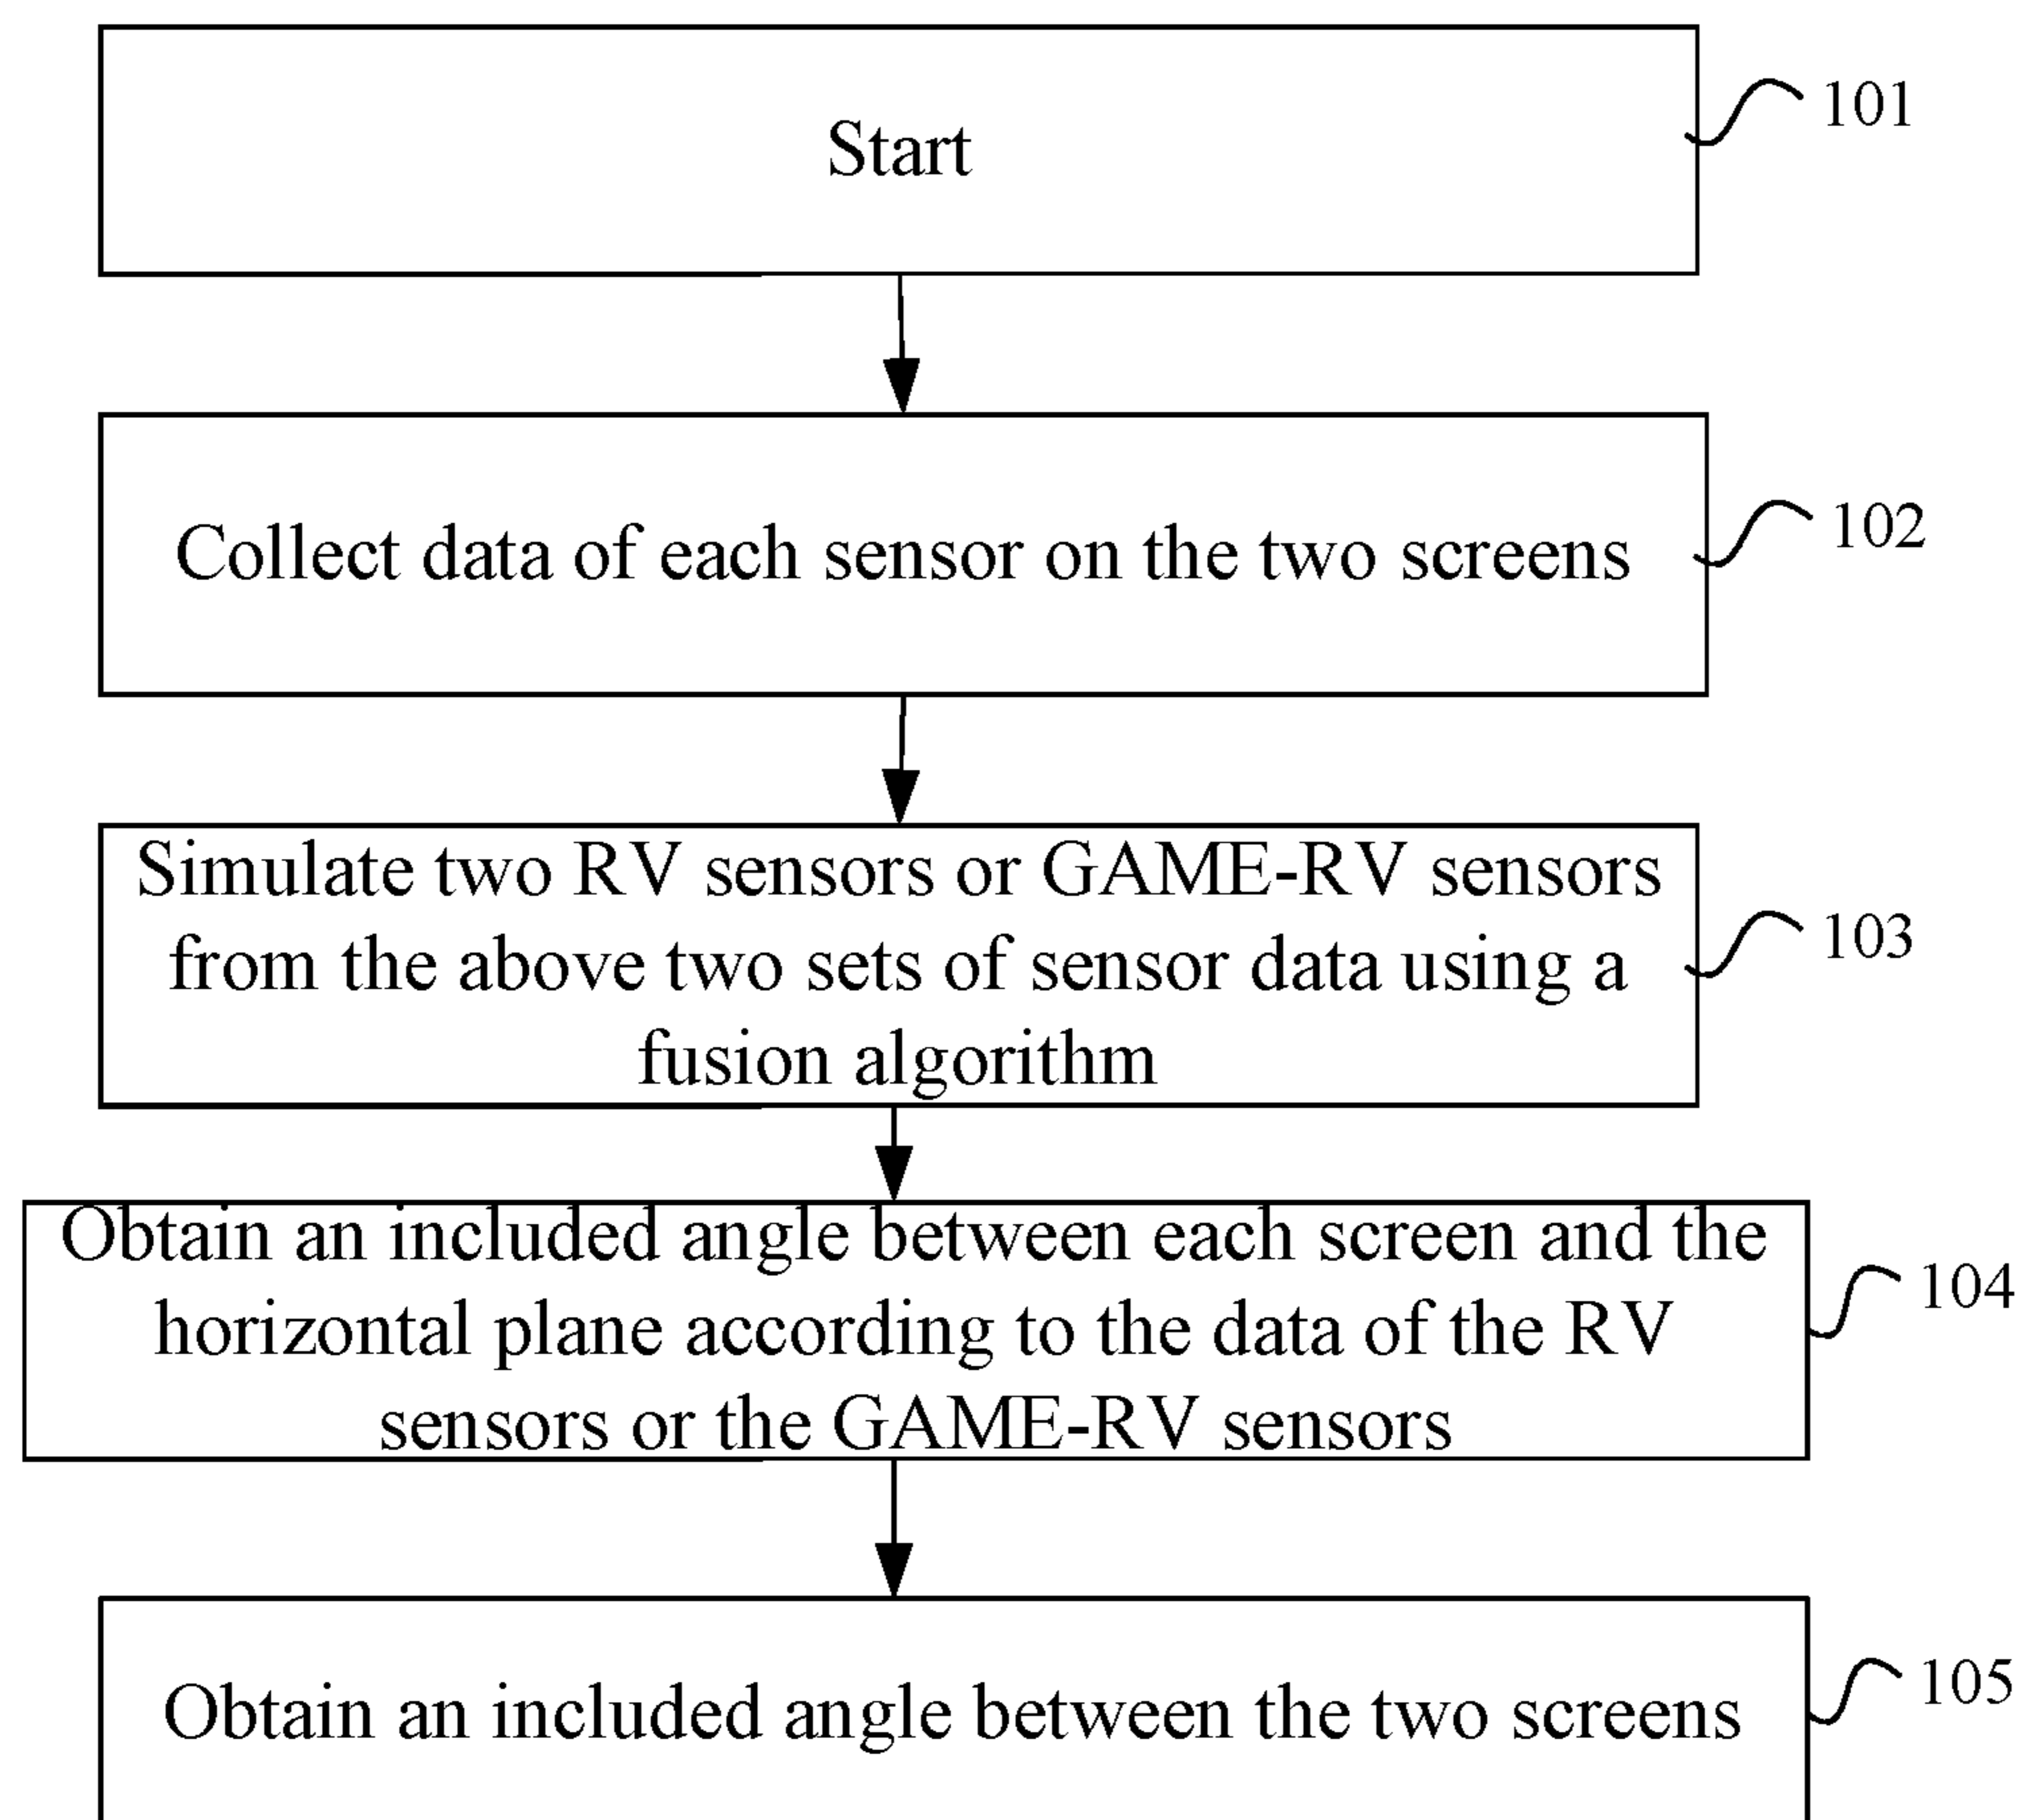 Start
101
Collect data of each sensor on the two screens
102
Simulate two RV sensors or GAME-RV sensors
from the above two sets of sensor data using a
fusion algorithm
103
Obtain an included angle between each screen and the
horizontal plane according to the data of the RV
sensors or the GAME-RV sensors
104
Obtain an included angle between the two screens
105